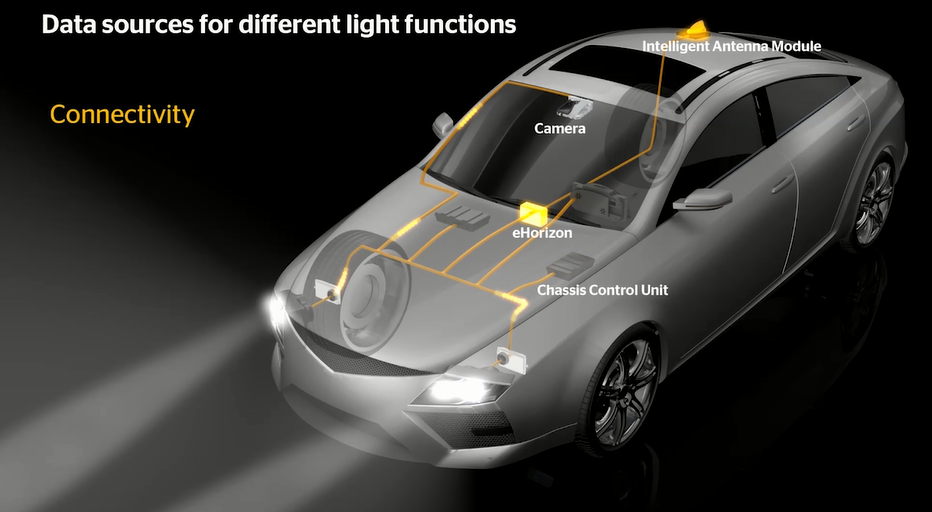 Data sources for different light functions
Connectivity
Intelligent Antenna Module
Camera
eHorizon
Chassis Control Unit